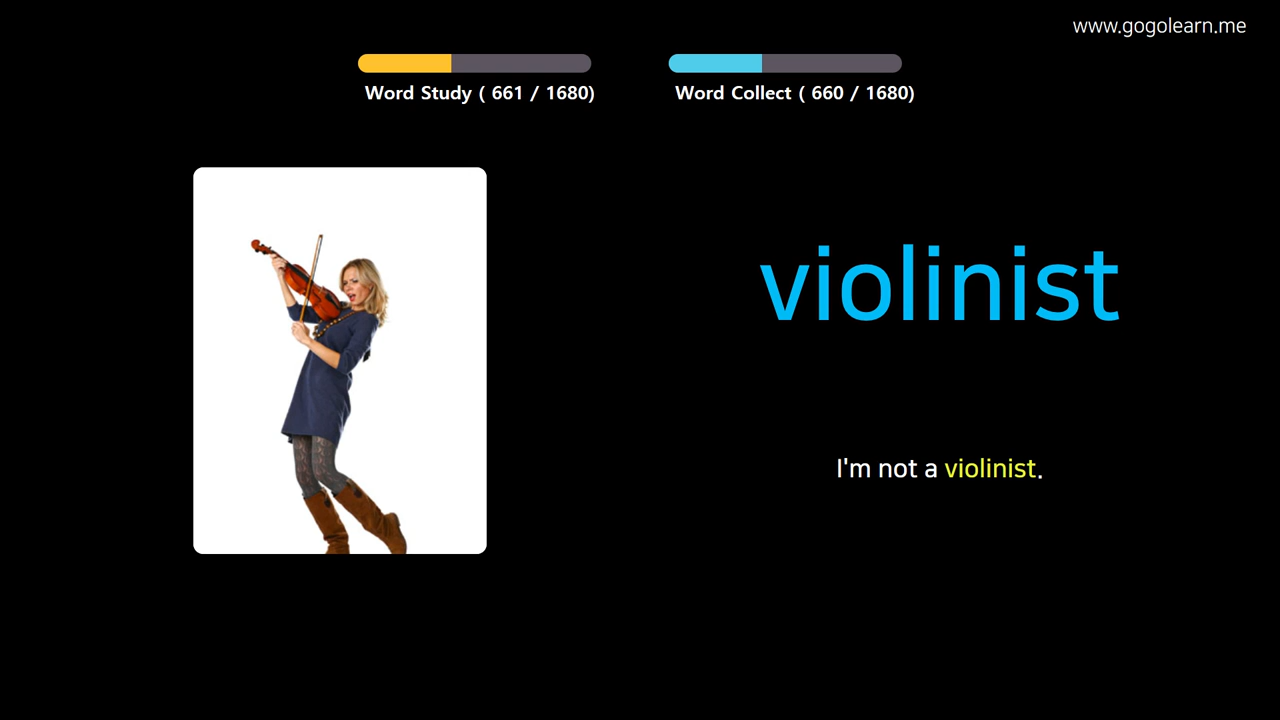 www.gogolearn.me
Word Study ( 661 / 1680)
Word Collect ( 660 / 1680)
violinist
I'm not a violinist.